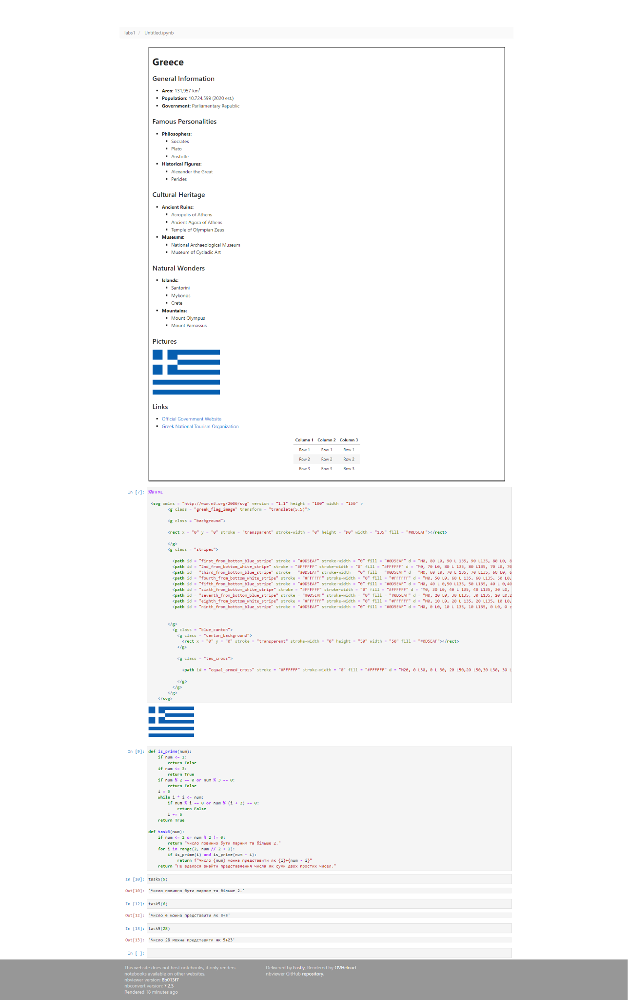 labs1 / Untitled.ipynb
Greece
General Information
Area: 131,957 km²
Population: 10,724,599 (2020 est.)
Government: Parliamentary Republic
Famous Personalities
Philosophers:
Socrates
Plato
Aristotle
Historical Figures:
Alexander the Great
Pericles
Cultural Heritage
Ancient Ruins:
Acropolis of Athens
Ancient Agora of Athens
Temple of Olympian Zeus
Museums:
National Archaeological Museum
Museum of Cycladic Art
Natural Wonders
Islands:
Santorini
Mykonos
Crete
Mountains:
Mount Olympus
Mount Parnassus
Pictures
Links
Official Government Website
Greek National Tourism Organization
Column 1 Column 2 Column 3
Row 1 Row 1 Row 1
Row 2 Row 2 Row 2
Row 3 Row 3 Row 3
In [7]: %%HTML
<svg xmlns = "http://www.w3.org/2000/svg" version = "1.1" height = "100" width = "150" >
<g class = "greek_flag_image" transform = "translate(5,5)">
<g class = "background">
<rect x = "0" y = "0" stroke = "transparent" stroke-width = "0" height = "90" width = "135" fill = "#0D5EAF"></rect>
</g>
<g class = "stripes">
<path id = "first_from_bottom_blue_stripe" stroke = "#0D5EAF" stroke-width = "0" fill = "#0D5EAF" d = "M0, 80 L0, 90 L 135, 90 L135, 80 L0, 8
<path id = "2nd_from_bottom_white_stripe" stroke = "#FFFFFF" stroke-width = "0" fill = "#FFFFFF" d = "M0, 70 L0, 80 L 135, 80 L135, 70 L0, 70
<path id = "third_from_bottom_blue_stripe" stroke = "#0D5EAF" stroke-width = "0" fill = "#0D5EAF" d = "M0, 60 L0, 70 L 135, 70 L135, 60 L0, 6
<path id = "fourth_from_bottom_white_stripe" stroke = "#FFFFFF" stroke-width = "0" fill = "#FFFFFF" d = "M0, 50 L0, 60 L 135, 60 L135, 50 L0,
<path id = "fifth_from_bottom_blue_stripe" stroke = "#0D5EAF" stroke-width = "0" fill = "#0D5EAF" d = "M0, 40 L 0,50 L135, 50 L135, 40 L 0,40
<path id = "sixth_from_bottom_white_stripe" stroke = "#FFFFFF" stroke-width = "0" fill = "#FFFFFF" d = "M0, 30 L0, 40 L 135, 40 L135, 30 L0,
<path id = "seventh_from_bottom_blue_stripe" stroke = "#0D5EAF" stroke-width = "0" fill = "#0D5EAF" d = "M0, 20 L0, 30 L135, 30 L135, 20 L0,2
<path id = "eighth_from_bottom_white_stripe" stroke = "#FFFFFF" stroke-width = "0" fill = "#FFFFFF" d = "M0, 10 L0, 20 L 135, 20 L135, 10 L0,
<path id = "ninth_from_bottom_blue_stripe" stroke = "#0D5EAF" stroke-width = "0" fill = "#0D5EAF" d = "M0, 0 L0, 10 L 135, 10 L135, 0 L0, 0 z
</g>
<g class = "blue_canton">
<g class = "canton_background">
<rect x = "0" y = "0" stroke = "transparent" stroke-width = "0" height = "50" width = "50" fill = "#0D5EAF"></rect>
</g>
<g class = "tau_cross">
<path id = "equal_armed_cross" stroke = "#FFFFFF" stroke-width = "0" fill = "#FFFFFF" d = "M20, 0 L30, 0 L 30, 20 L50,20 L50,30 L30, 30 L
</g>
</g>
</g>
</svg>
In [9]: def is_prime(num):
if num <= 1:
return False
if num <= 3:
return True
if num % 2 == 0 or num % 3 == 0:
return False
i = 5
while i * i <= num:
if num % i == 0 or num % (i + 2) == 0:
return False
i += 6
return True
def task5(num):
if num <= 2 or num % 2 != 0:
return "Число повинно бути парним та більше 2."
for i in range(2, num // 2 + 1):
if is_prime(i) and is_prime(num - i):
return f"Число {num} можна представити як {i}+{num - i}"
return "Не вдалося знайти представлення числа як суми двох простих чисел."
In [10]: task5(5)
Out[10]: 'Число повинно бути парним та більше 2.'
In [12]: task5(6)
Out[12]: 'Число 6 можна представити як 3+3'
In [13]: task5(28)
Out[13]: 'Число 28 можна представити як 5+23'
In [ ]:
This website does not host notebooks, it only renders
notebooks available on other websites.
nbviewer version: 8b013f7
nbconvert version: 7.2.3
Rendered 18 minutes ago
Delivered by Fastly, Rendered by OVHcloud
nbviewer GitHub repository.